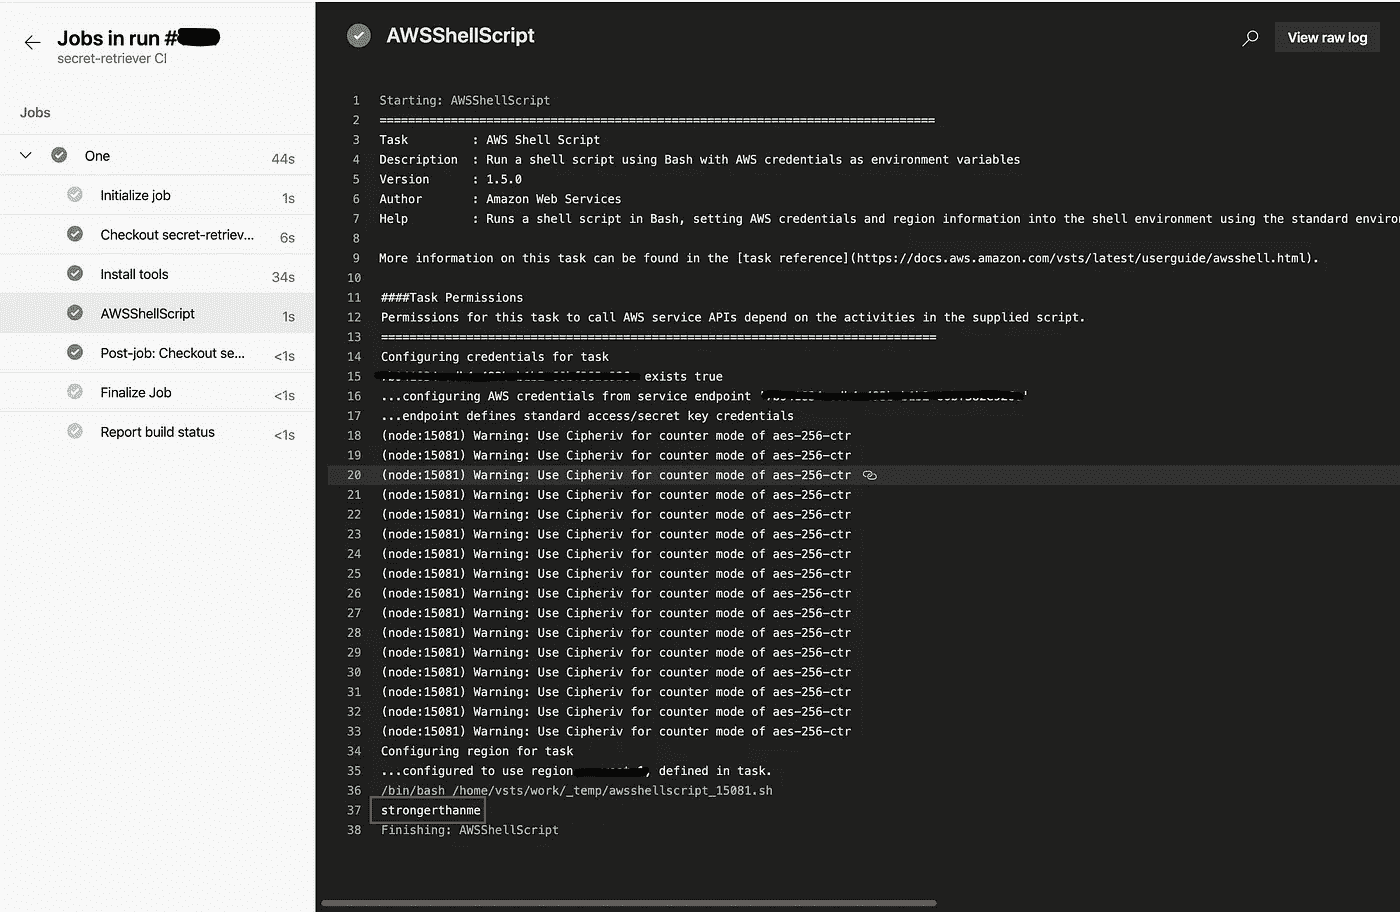 Jobs in run #
secret-retriever CI
Jobs
One 44s
Initialize job 1s
Checkout secret-retriev... 6s
Install tools 34s
AWSShellScript 1s
Post-job: Checkout se... <1s
Finalize Job <1s
Report build status <1s
AWSShellScript
View raw log
1 Starting: AWSShellScript
2 ==============================================================================
3 Task : AWS Shell Script
4 Description : Run a shell script using Bash with AWS credentials as environment variables
5 Version : 1.5.0
6 Author : Amazon Web Services
7 Help : Runs a shell script in Bash, setting AWS credentials and region information into the shell environment using the standard enviro
8
9 More information on this task can be found in the [task reference](https://docs.aws.amazon.com/vsts/latest/userguide/awsshell.html).
10
11 ####Task Permissions
12 Permissions for this task to call AWS service APIs depend on the activities in the supplied script.
13 ==============================================================================
14 Configuring credentials for task
15 exists true
16 ...configuring AWS credentials from service endpoint '
17 ...endpoint defines standard access/secret key credentials
18 (node:15081) Warning: Use Cipheriv for counter mode of aes-256-ctr
19 (node:15081) Warning: Use Cipheriv for counter mode of aes-256-ctr
20 (node:15081) Warning: Use Cipheriv for counter mode of aes-256-ctr
21 (node:15081) Warning: Use Cipheriv for counter mode of aes-256-ctr
22 (node:15081) Warning: Use Cipheriv for counter mode of aes-256-ctr
23 (node:15081) Warning: Use Cipheriv for counter mode of aes-256-ctr
24 (node:15081) Warning: Use Cipheriv for counter mode of aes-256-ctr
25 (node:15081) Warning: Use Cipheriv for counter mode of aes-256-ctr
26 (node:15081) Warning: Use Cipheriv for counter mode of aes-256-ctr
27 (node:15081) Warning: Use Cipheriv for counter mode of aes-256-ctr
28 (node:15081) Warning: Use Cipheriv for counter mode of aes-256-ctr
29 (node:15081) Warning: Use Cipheriv for counter mode of aes-256-ctr
30 (node:15081) Warning: Use Cipheriv for counter mode of aes-256-ctr
31 (node:15081) Warning: Use Cipheriv for counter mode of aes-256-ctr
32 (node:15081) Warning: Use Cipheriv for counter mode of aes-256-ctr
33 (node:15081) Warning: Use Cipheriv for counter mode of aes-256-ctr
34 Configuring region for task
35 ...configured to use region , defined in task.
36 /bin/bash /home/vsts/work/_temp/awsshellscript_15081.sh
37 strongerthanme
38 Finishing: AWSShellScript